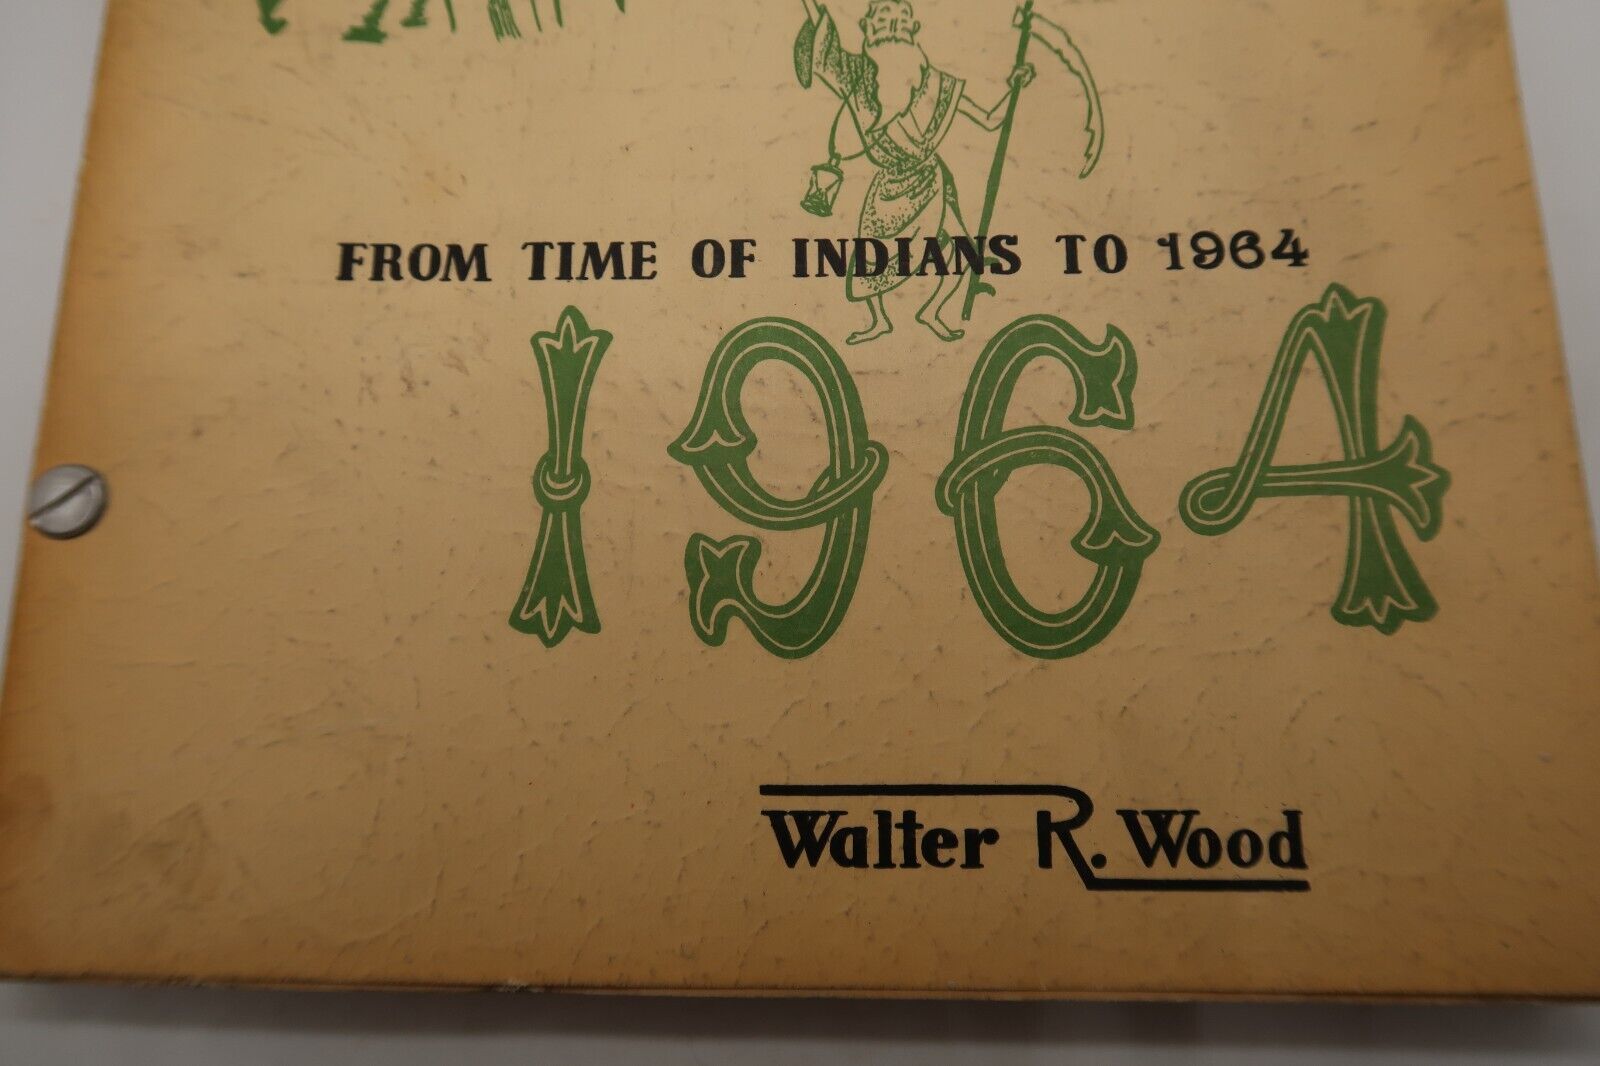 FROM TIME OF INDIANS TO 1964
1964
Walter R. Wood